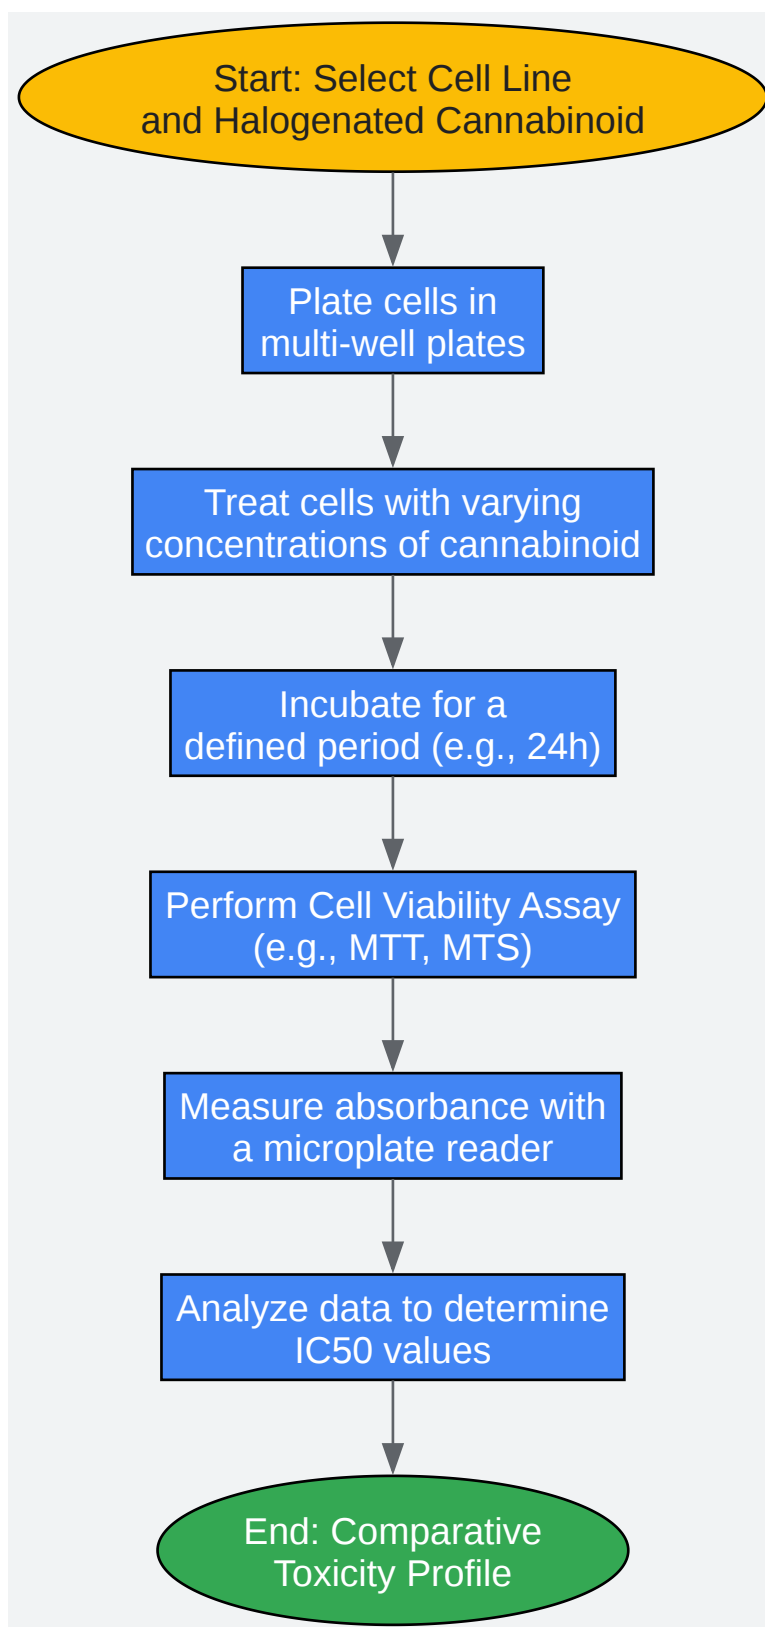 Start: Select Cell Line
and Halogenated Cannabinoid
Plate cells in
multi-well plates
Treat cells with varying
concentrations of cannabinoid
Incubate for a
defined period (e.g., 24h)
Perform Cell Viability Assay
(e.g., MTT, MTS)
Measure absorbance with
a microplate reader
Analyze data to determine
IC50 values
End: Comparative
Toxicity Profile